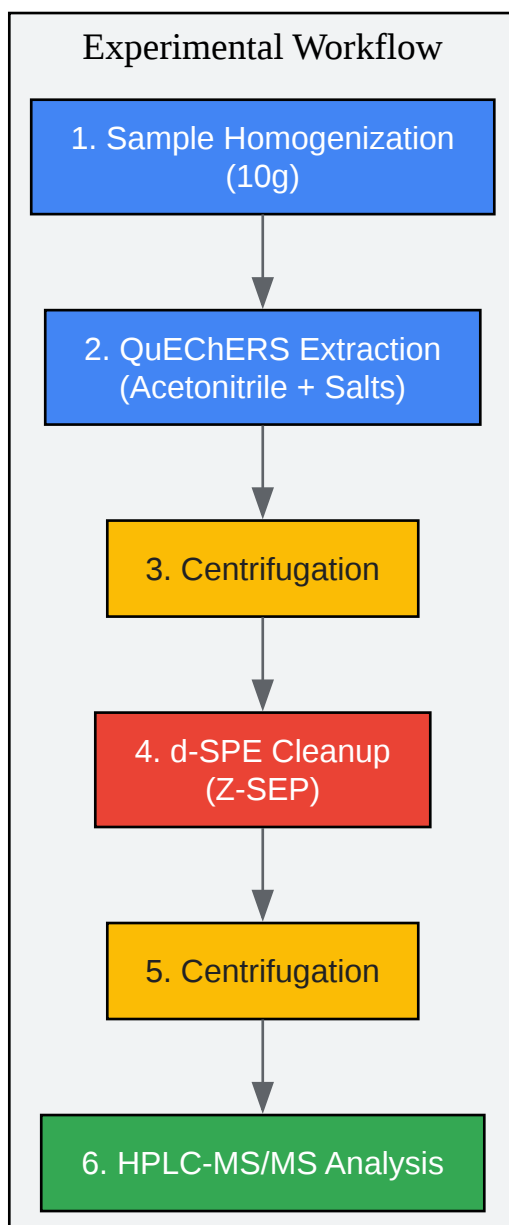 Experimental Workflow
1. Sample Homogenization
(10g)
2. QuEChERS Extraction
(Acetonitrile + Salts)
3. Centrifugation
4. d-SPE Cleanup
(Z-SEP)
5. Centrifugation
6. HPLC-MS/MS Analysis